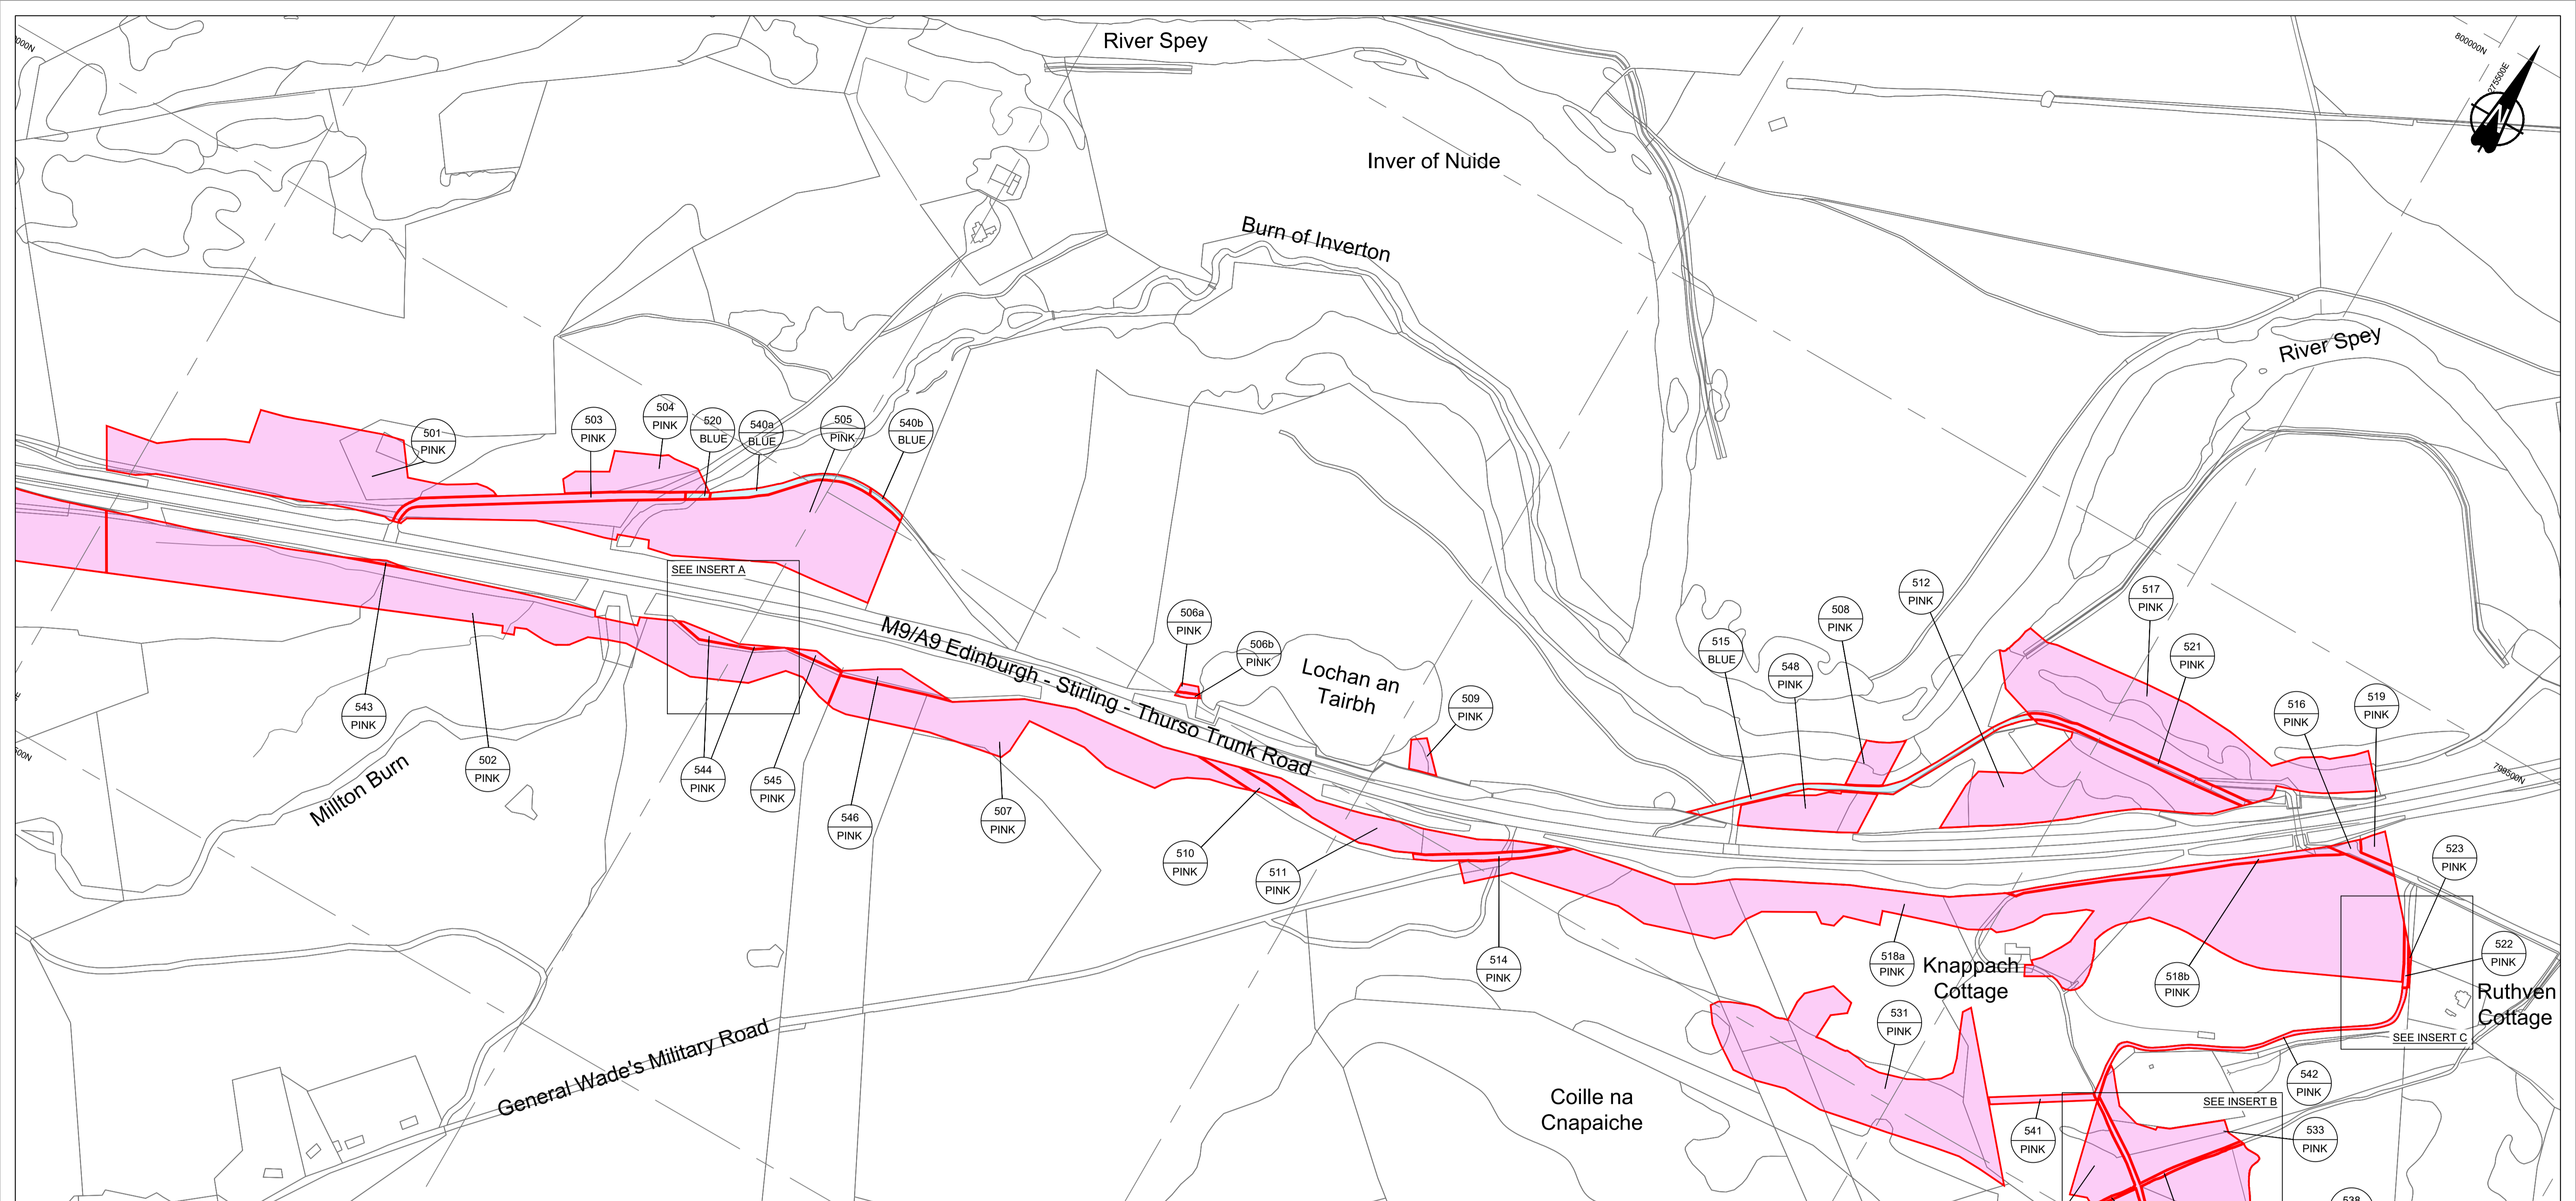 River Spey
800000N
275500E
N
Inver of Nuide
Burn of Inverton
River Spey
501
PINK
503
PINK
504
PINK
520
BLUE
540a
BLUE
505
PINK
540b
BLUE
SEE INSERT A
M9/A9 Edinburgh - Stirling - Thurso Trunk Road
506a
PINK
506b
PINK
Lochan an
Tairbh
509
PINK
515
BLUE
548
PINK
508
PINK
512
PINK
517
PINK
521
PINK
516
PINK
519
PINK
799500N
543
PINK
502
PINK
Millton Burn
544
PINK
545
PINK
546
PINK
507
PINK
510
PINK
511
PINK
514
PINK
518a
PINK
Knappach
Cottage
518b
PINK
523
PINK
522
PINK
Ruthven
Cottage
SEE INSERT C
531
PINK
General Wade's Military Road
Coille na
Cnapaiche
542
PINK
SEE INSERT B
541
PINK
533
PINK